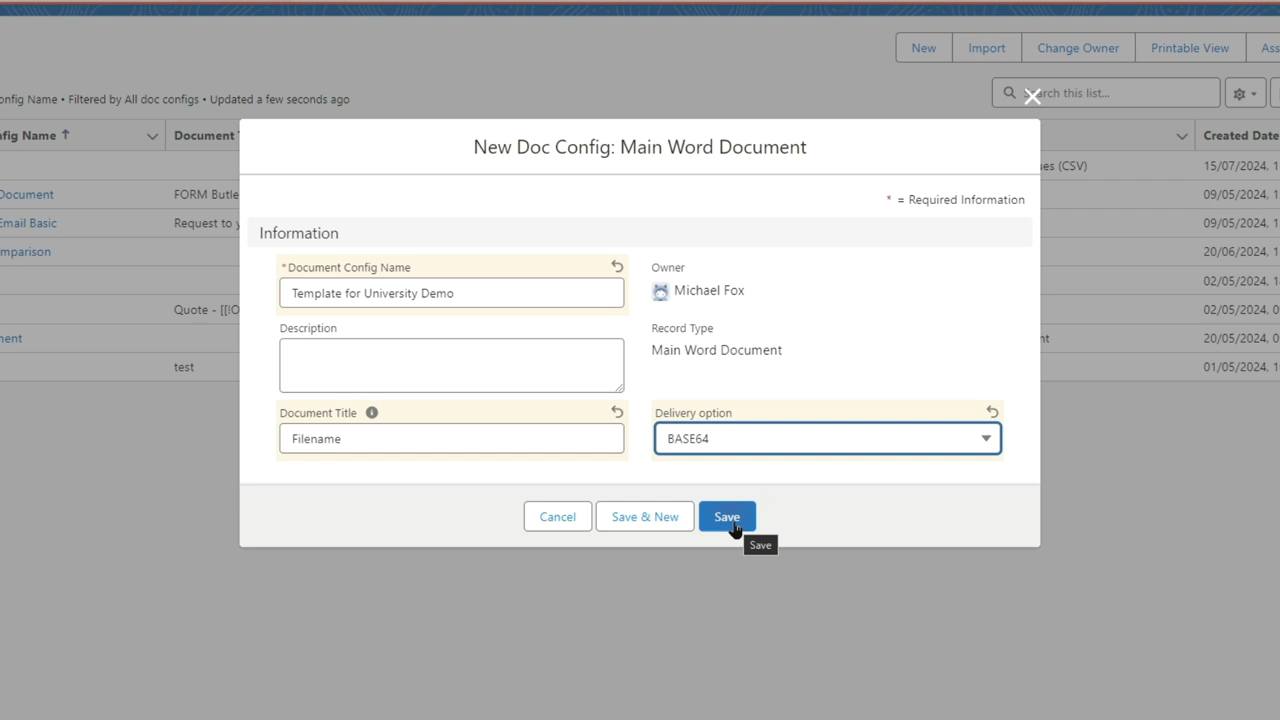 New Import Change Owner Printable View
onfig Name • Filtered by All doc configs • Updated a few seconds ago
Search this list...
fig Name Document Created Date
ues (CSV) 15/07/2024, 1
Document FORM Butle 09/05/2024, 1
Email Basic Request to y 09/05/2024, 1
mparison 20/06/2024, 1
02/05/2024, 1
Quote - [[!O 02/05/2024, 0
ment nt 20/05/2024, 0
test 01/05/2024, 1
New Doc Config: Main Word Document
* = Required Information
Information
*Document Config Name
Template for University Demo
Owner
Michael Fox
Description
Record Type
Main Word Document
Document Title
Filename
Delivery option
BASE64
Cancel Save & New Save
Save